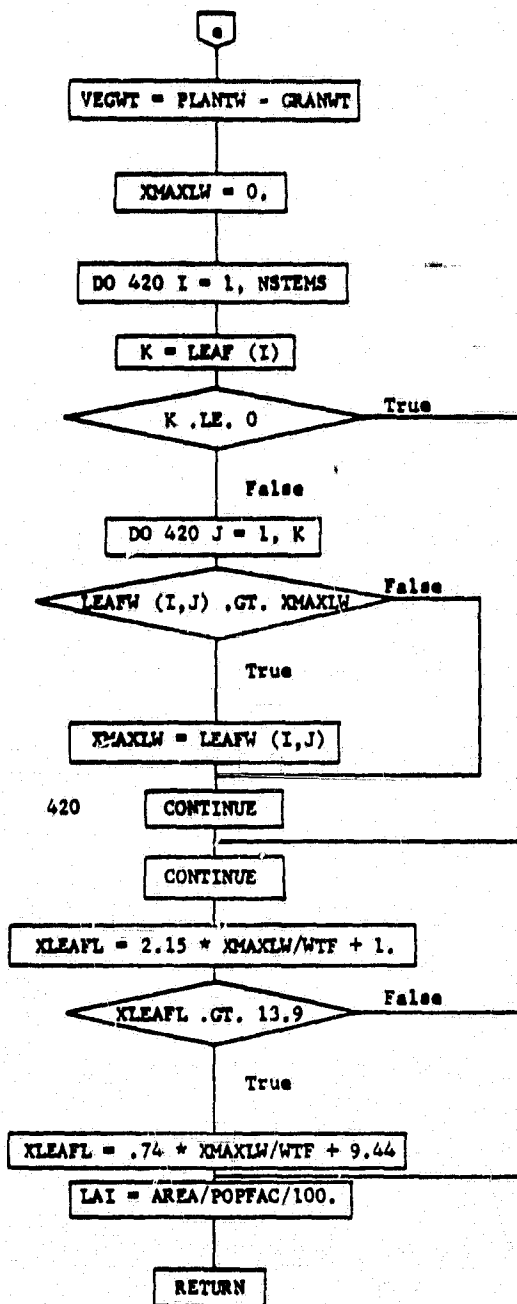 a
VEGWT = PLANTW - GRANWT
XMAXLW = 0.
DO 420 I = 1, NSTEMS
K = LEAF (I)
K .LE. 0
True
False
DO 420 J = 1, K
LEAFW (I,J) .GT. XMAXLW
False
True
XMAXLW = LEAFW (I,J)
420 CONTINUE
CONTINUE
XLEAFL = 2.15 * XMAXLW/WTF + 1.
XLEAFL .GT. 13.9
False
True
XLEAFL = .74 * XMAXLW/WTF + 9.44
LAI = AREA/POPFAC/100.
RETURN